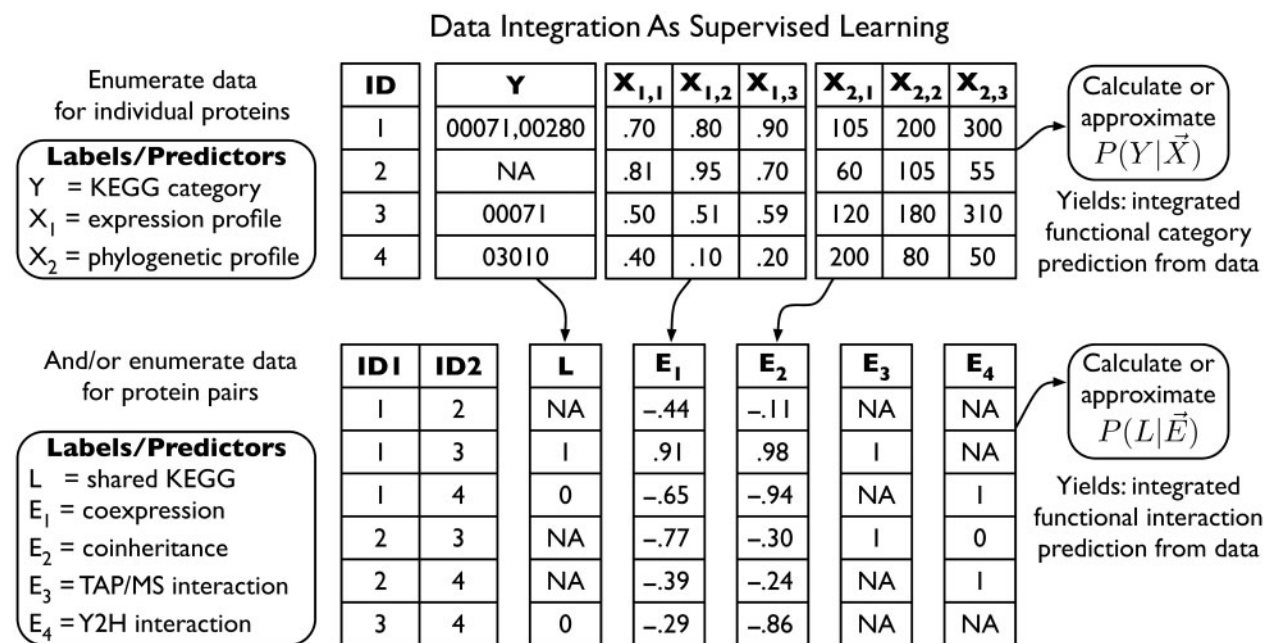 Data Integration As Supervised Learning
Enumerate data
for individual proteins
Labels/Predictors
Y = KEGG category
X1 = expression profile
X2 = phylogenetic profile
ID Y X1,1 X1,2 X1,3 X2,1 X2,2 X2,3
1 00071,00280 .70 .80 .90 105 200 300
2 NA .81 .95 .70 60 105 55
3 00071 .50 .51 .59 120 180 310
4 03010 .40 .10 .20 200 80 50
Calculate or
approximate
P(Y|X⃗)
Yields: integrated
functional category
prediction from data
And/or enumerate data
for protein pairs
Labels/Predictors
L = shared KEGG
E1 = coexpression
E2 = coinheritance
E3 = TAP/MS interaction
E4 = Y2H interaction
ID1 ID2 L E1 E2 E3 E4
1 2 NA –.44 –.11 NA NA
1 3 1 .91 .98 1 NA
1 4 0 –.65 –.94 NA 1
2 3 NA –.77 –.30 1 0
2 4 NA –.39 –.24 NA 1
3 4 0 –.29 –.86 NA NA
Calculate or
approximate
P(L|E⃗)
Yields: integrated
functional interaction
prediction from data